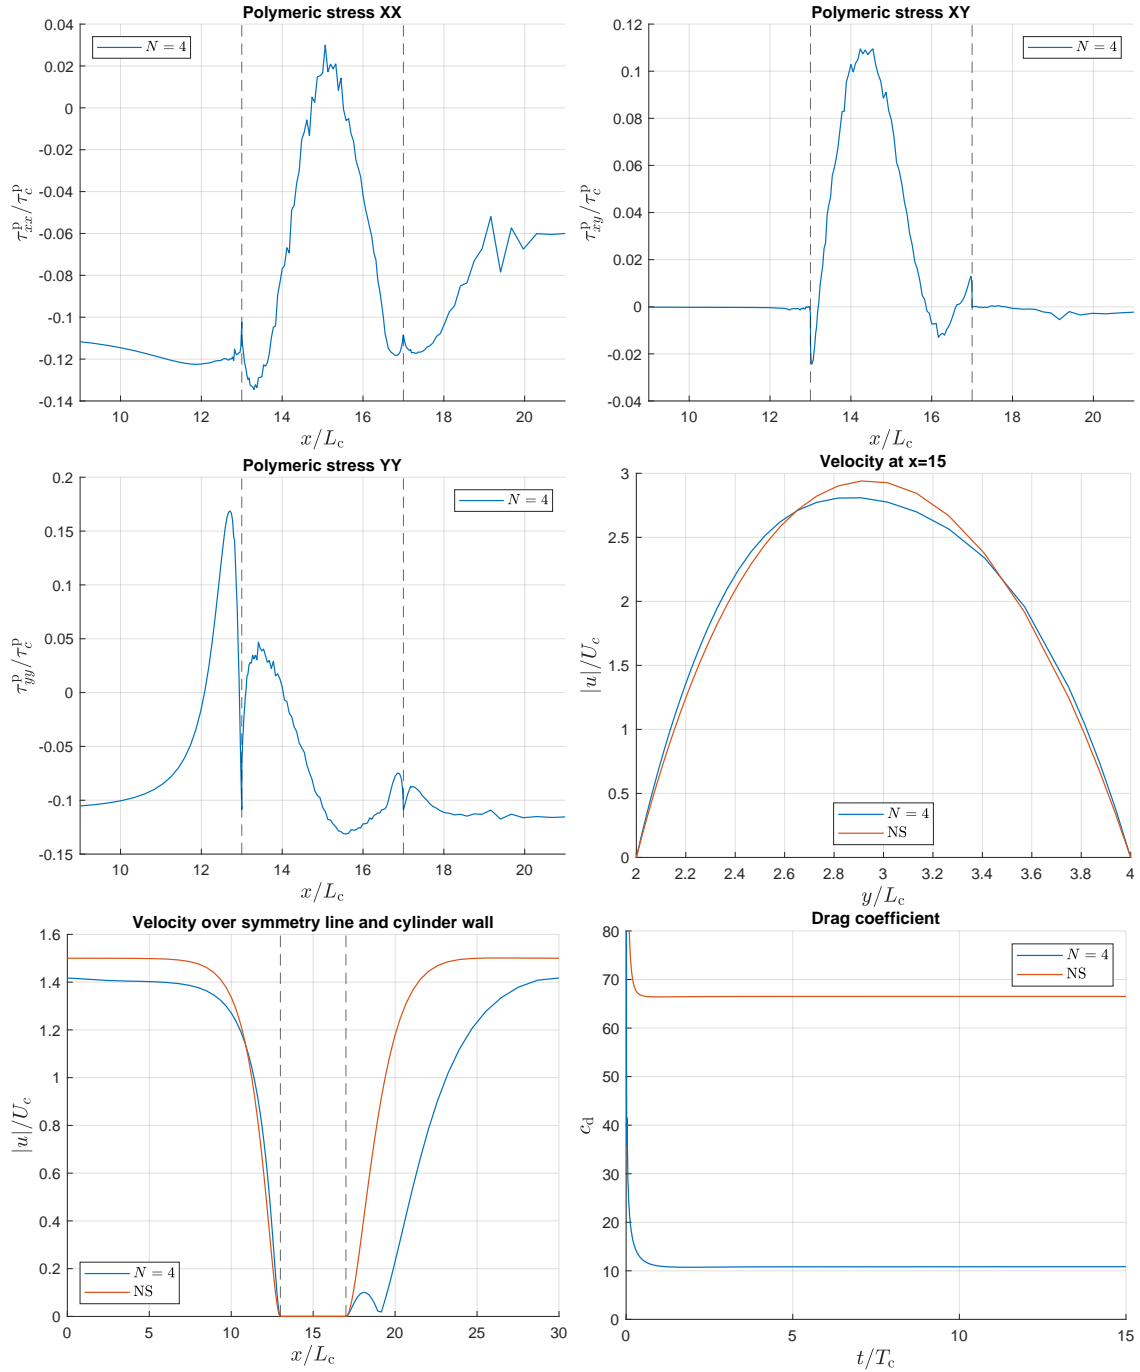 Polymeric stress XX
N = 4
0.04
0.02
0
-0.02
-0.04
-0.06
-0.08
-0.1
-0.12
-0.14
10 12 14 16 18 20
τ^p_xx/τ^p_c
x/L_c
Polymeric stress XY
N = 4
0.12
0.1
0.08
0.06
0.04
0.02
0
-0.02
-0.04
10 12 14 16 18 20
τ^p_xy/τ^p_c
x/L_c
Polymeric stress YY
N = 4
0.2
0.15
0.1
0.05
0
-0.05
-0.1
-0.15
10 12 14 16 18 20
τ^p_yy/τ^p_c
x/L_c
Velocity at x=15
3
2.5
2
1.5
1
0.5
0
2 2.2 2.4 2.6 2.8 3 3.2 3.4 3.6 3.8 4
|u|/U_c
y/L_c
N = 4
NS
Velocity over symmetry line and cylinder wall
1.6
1.4
1.2
1
0.8
0.6
0.4
0.2
0
0 5 10 15 20 25 30
|u|/U_c
x/L_c
N = 4
NS
Drag coefficient
N = 4
NS
80
70
60
50
40
30
20
10
0
0 5 10 15
c_d
t/T_c